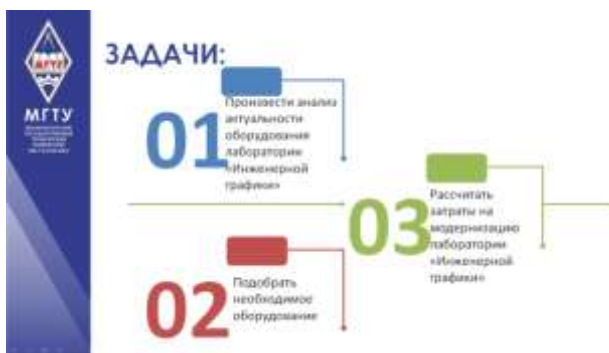 ЗАДАЧИ:
МГТУ
01
Произвести анализ
актуальности
оборудования
лаборатории
«Инженерной
графики»
02
Подобрать
необходимое
оборудование
03
Рассчитать
затраты на
модернизацию
лаборатории
«Инженерной
графики»